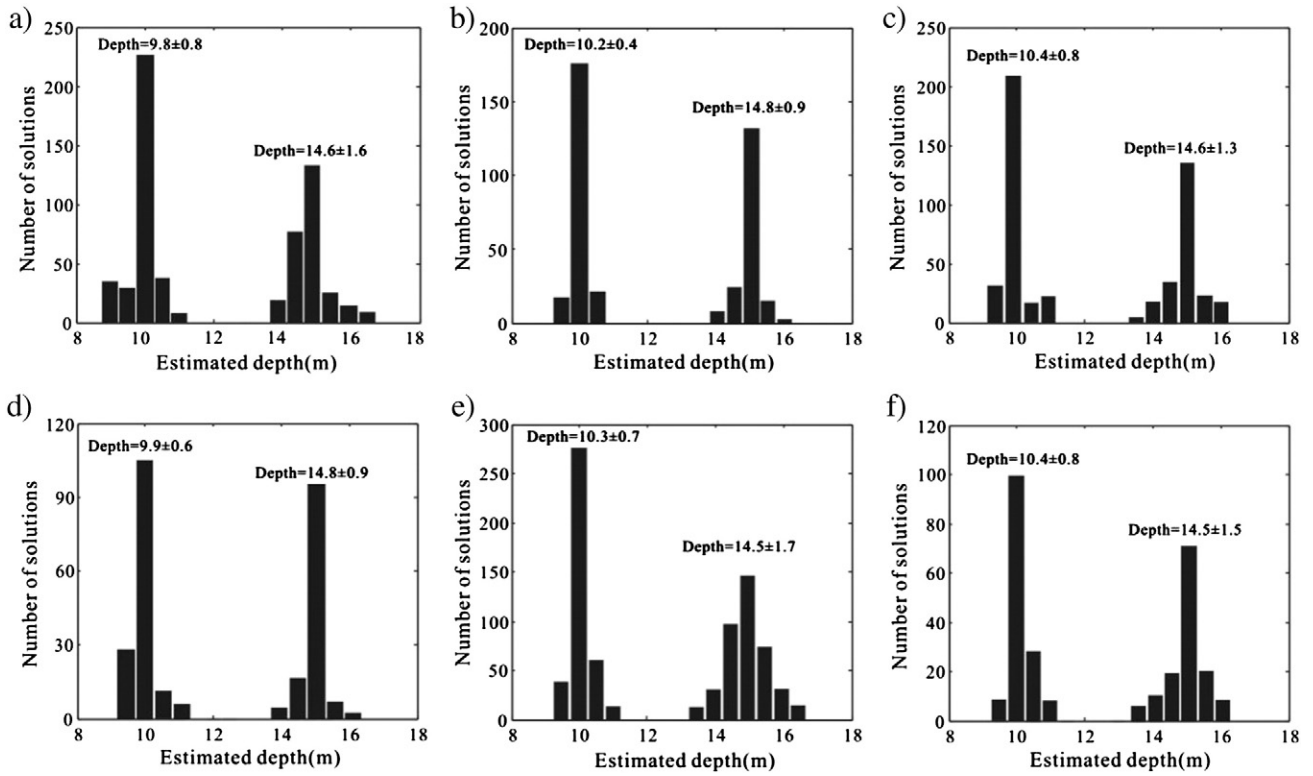 a)
250
200
150
100
50
0
Number of solutions
Depth=9.8±0.8
Depth=14.6±1.6
8 10 12 14 16 18
Estimated depth(m)
b)
200
150
100
50
0
Number of solutions
Depth=10.2±0.4
Depth=14.8±0.9
8 10 12 14 16 18
Estimated depth(m)
c)
250
200
150
100
50
0
Number of solutions
Depth=10.4±0.8
Depth=14.6±1.3
8 10 12 14 16 18
Estimated depth(m)
d)
120
90
60
30
0
Number of solutions
Depth=9.9±0.6
Depth=14.8±0.9
8 10 12 14 16 18
Estimated depth(m)
e)
300
250
200
150
100
50
0
Number of solutions
Depth=10.3±0.7
Depth=14.5±1.7
8 10 12 14 16 18
Estimated depth(m)
f)
120
100
80
60
40
20
0
Number of solutions
Depth=10.4±0.8
Depth=14.5±1.5
8 10 12 14 16 18
Estimated depth(m)